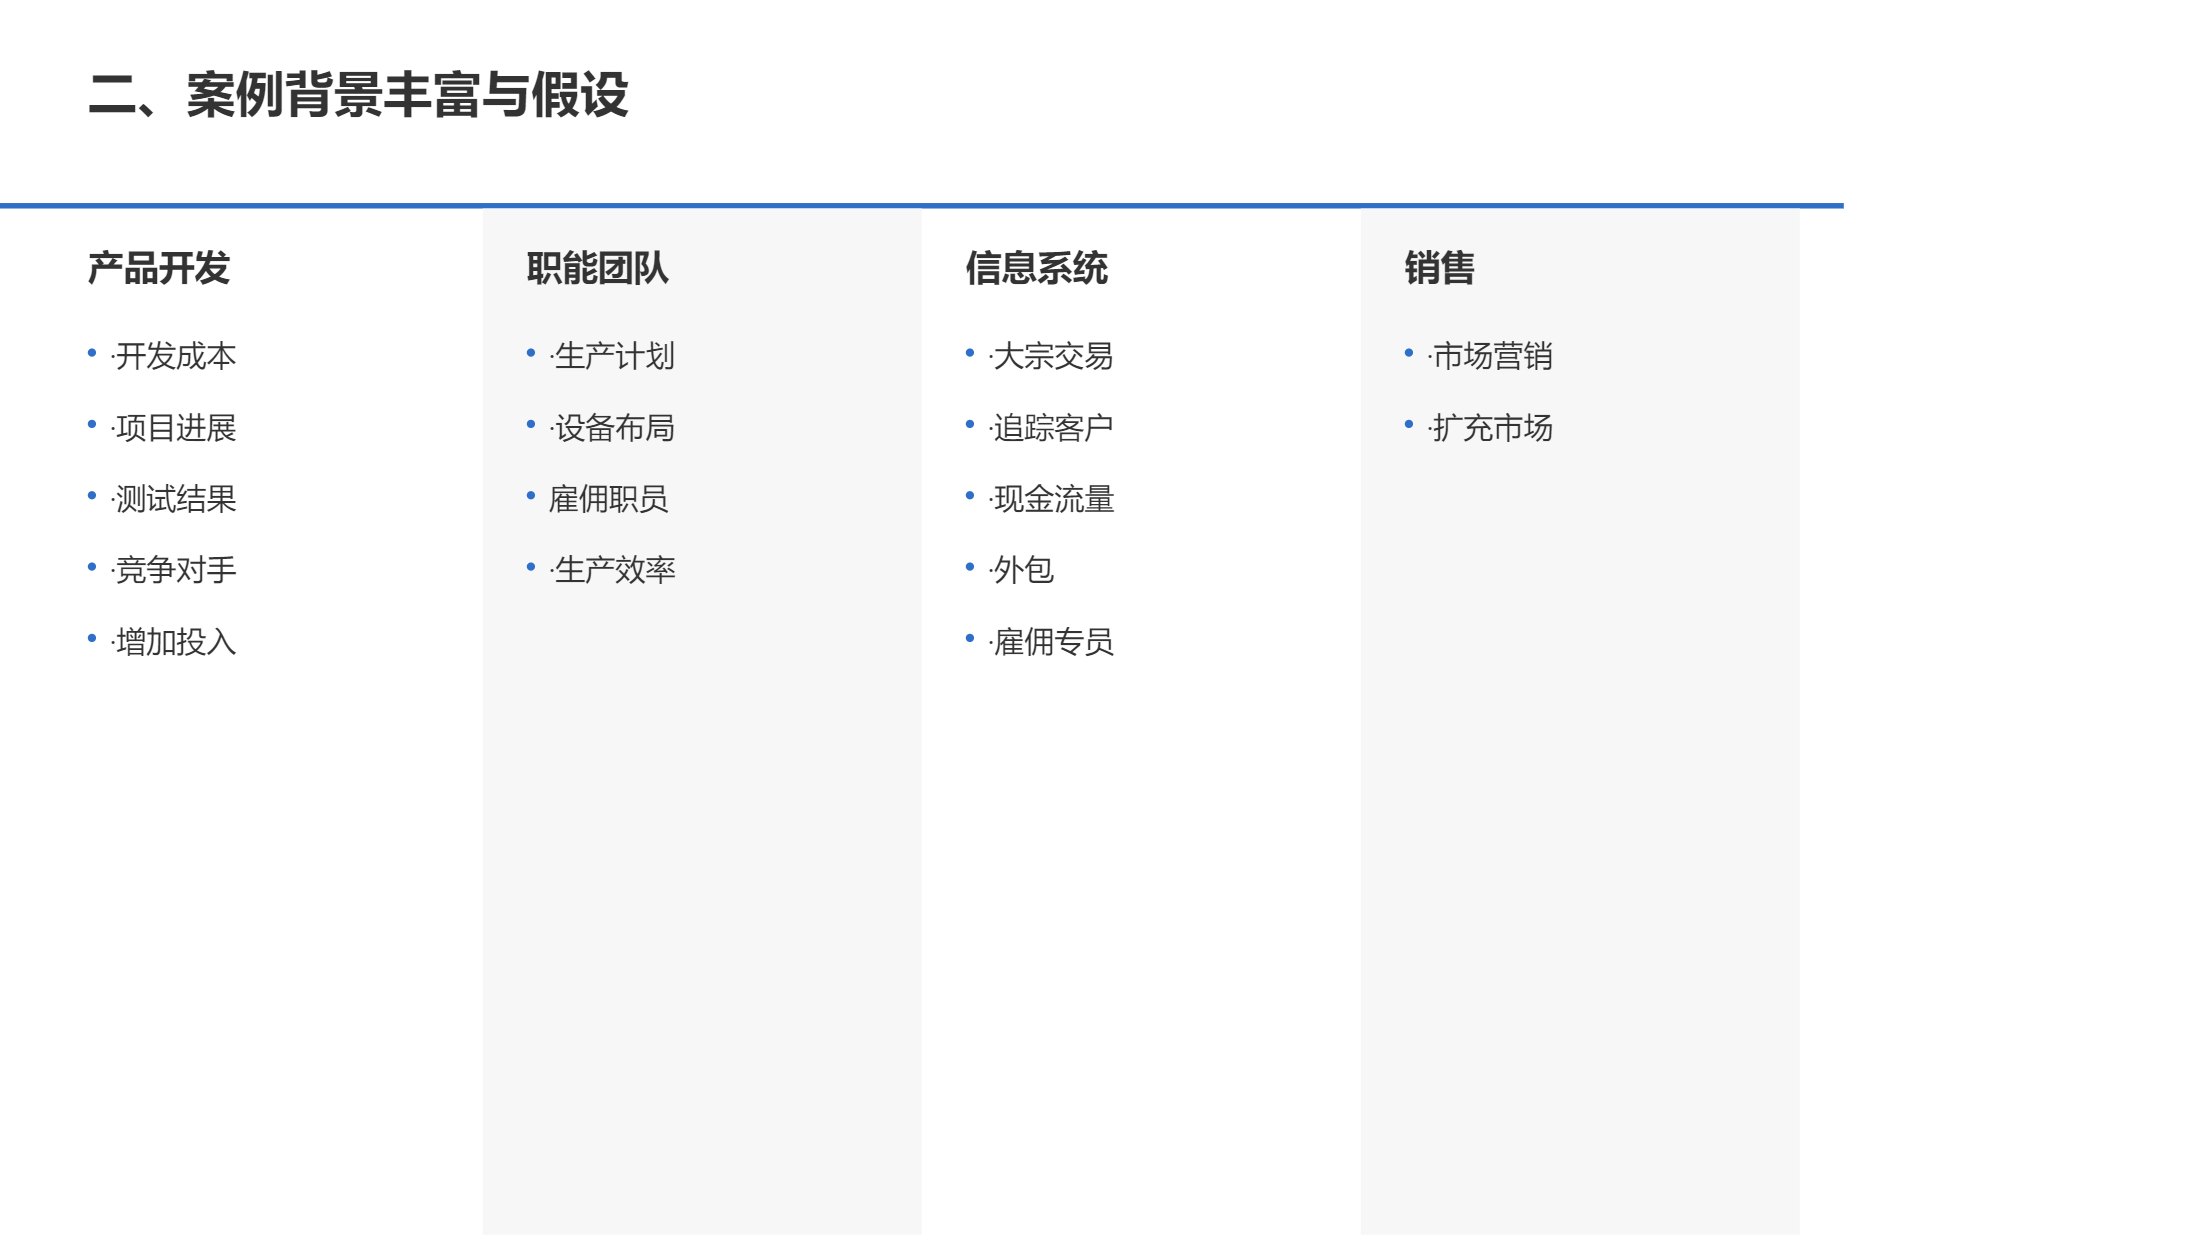 二、案例背景丰富与假设
产品开发
• ·开发成本
• ·项目进展
• ·测试结果
• ·竞争对手
• ·增加投入
职能团队
• ·生产计划
• ·设备布局
• 雇佣职员
• ·生产效率
信息系统
• ·大宗交易
• ·追踪客户
• ·现金流量
• ·外包
• ·雇佣专员
销售
• ·市场营销
• ·扩充市场